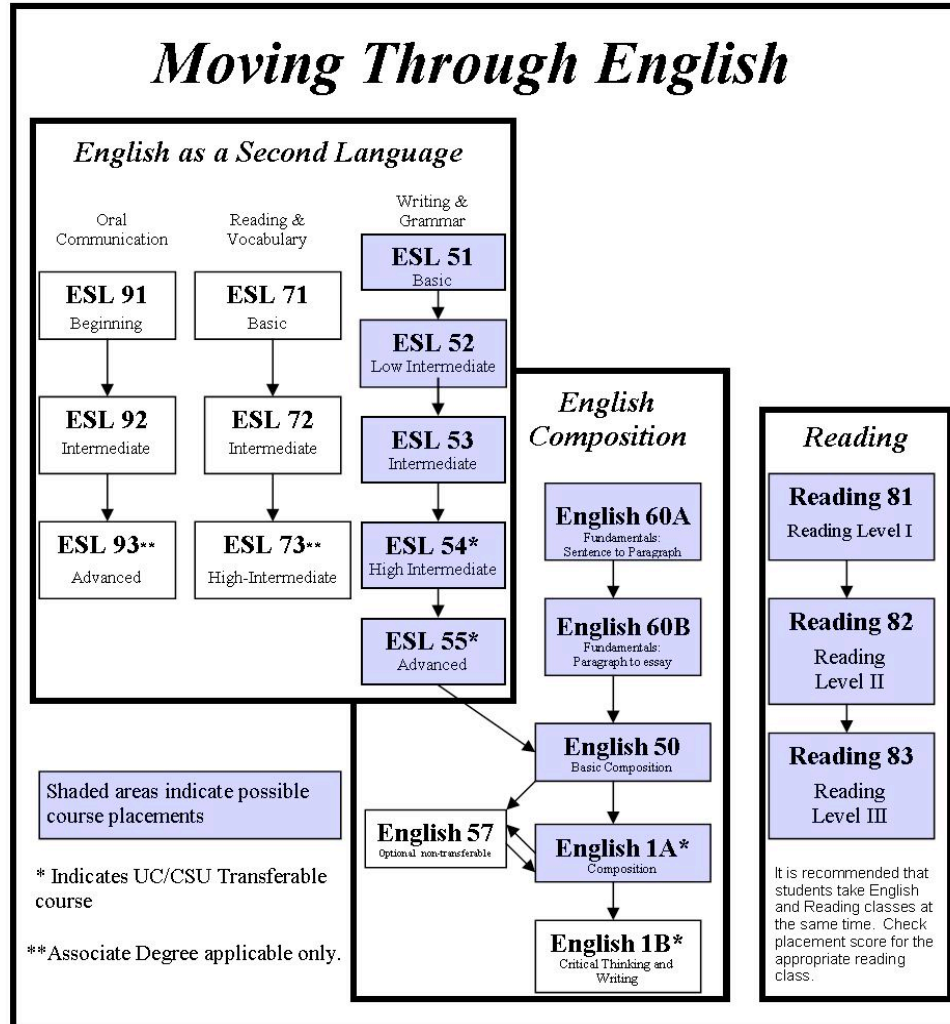 Moving Through English
English as a Second Language
Oral
Communication
ESL 91
Beginning
ESL 92
Intermediate
ESL 93**
Advanced
Reading &
Vocabulary
ESL 71
Basic
ESL 72
Intermediate
ESL 73**
High-Intermediate
Writing &
Grammar
ESL 51
Basic
ESL 52
Low Intermediate
ESL 53
Intermediate
ESL 54*
High Intermediate
ESL 55*
Advanced
English
Composition
English 60A
Fundamentals:
Sentence to Paragraph
English 60B
Fundamentals:
Paragraph to essay
English 50
Basic Composition
English 57
Optional non-transferable
English 1A*
Composition
English 1B*
Critical Thinking and
Writing
Reading
Reading 81
Reading Level I
Reading 82
Reading
Level II
Reading 83
Reading
Level III
It is recommended that
students take English
and Reading classes at
the same time. Check
placement score for the
appropriate reading
class.
Shaded areas indicate possible
course placements
* Indicates UC/CSU Transferable
course
**Associate Degree applicable only.